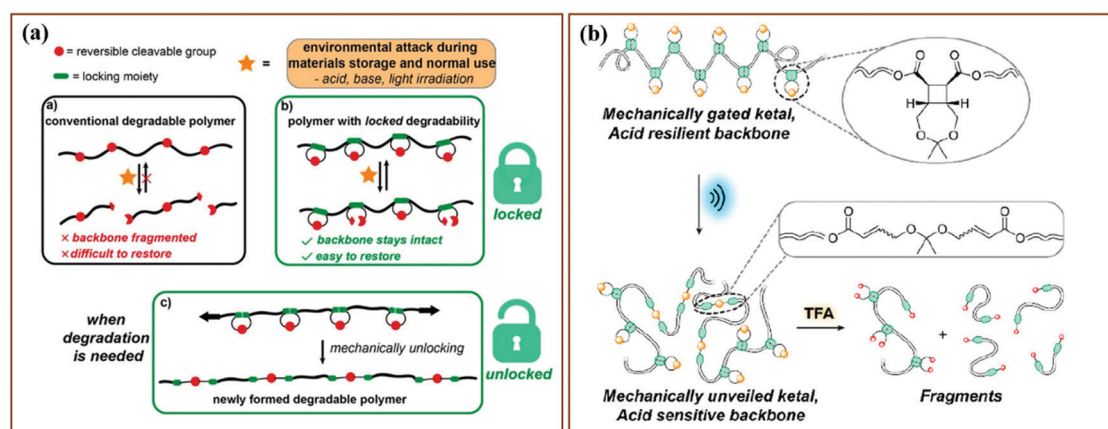 (a)
= reversible cleavable group
= locking moiety
=
environmental attack during
materials storage and normal use
- acid, base, light irradiation
a)
conventional degradable polymer
× backbone fragmented
× difficult to restore
b)
polymer with locked degradability
✓ backbone stays intact
✓ easy to restore
locked
when
degradation
is needed
c)
mechanically unlocking
newly formed degradable polymer
unlocked
(b)
Mechanically gated ketal,
Acid resilient backbone
O
O
O
O
H
H
O
O
O
O
O
O
O
O
TFA
+
Mechanically unveiled ketal,
Acid sensitive backbone
Fragments